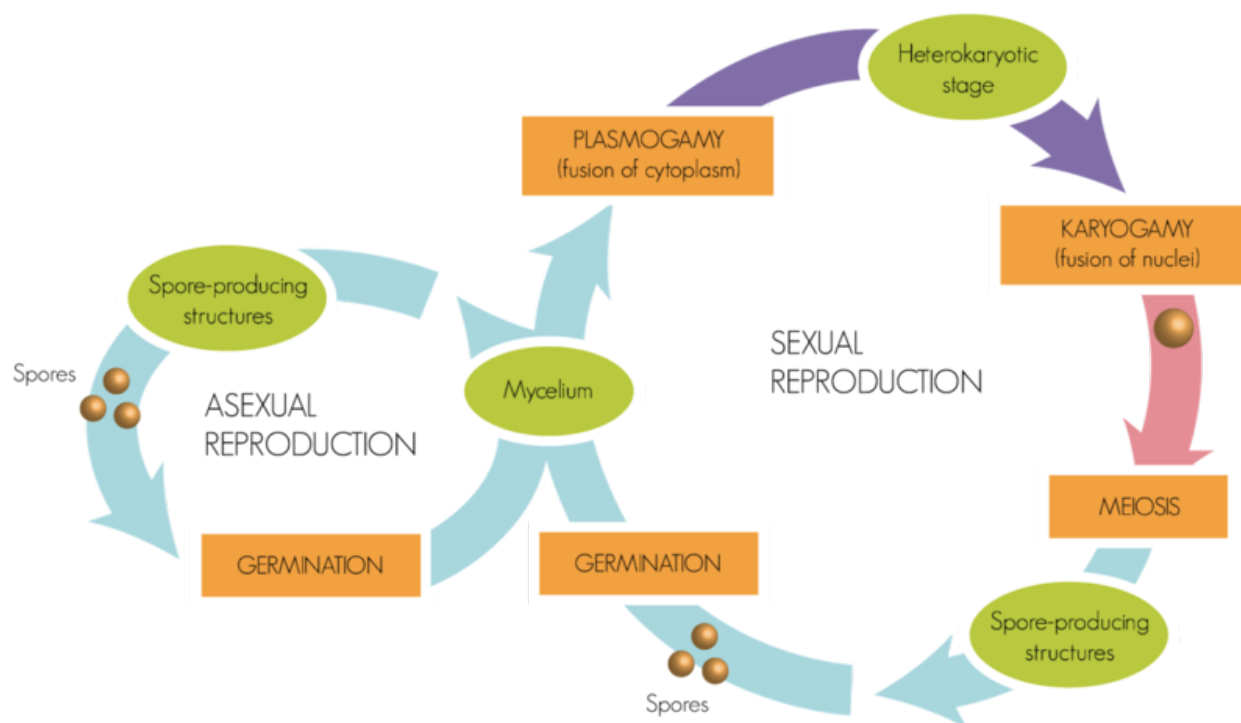 Heterokaryotic
stage
PLASMOGAMY
(fusion of cytoplasm)
KARYOGAMY
(fusion of nuclei)
Spore-producing
structures
Spores
ASEXUAL
REPRODUCTION
Mycelium
SEXUAL
REPRODUCTION
MEIOSIS
GERMINATION
GERMINATION
Spore-producing
structures
Spores